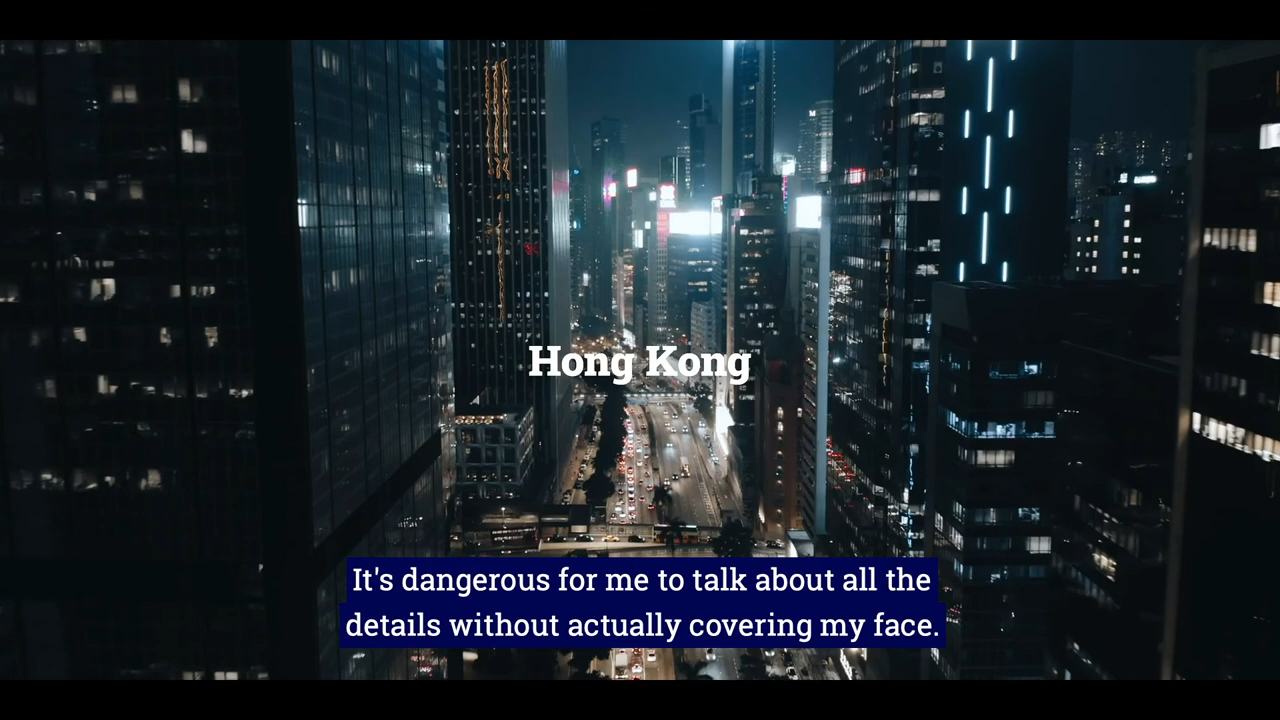 Hong Kong
It's dangerous for me to talk about all the
details without actually covering my face.